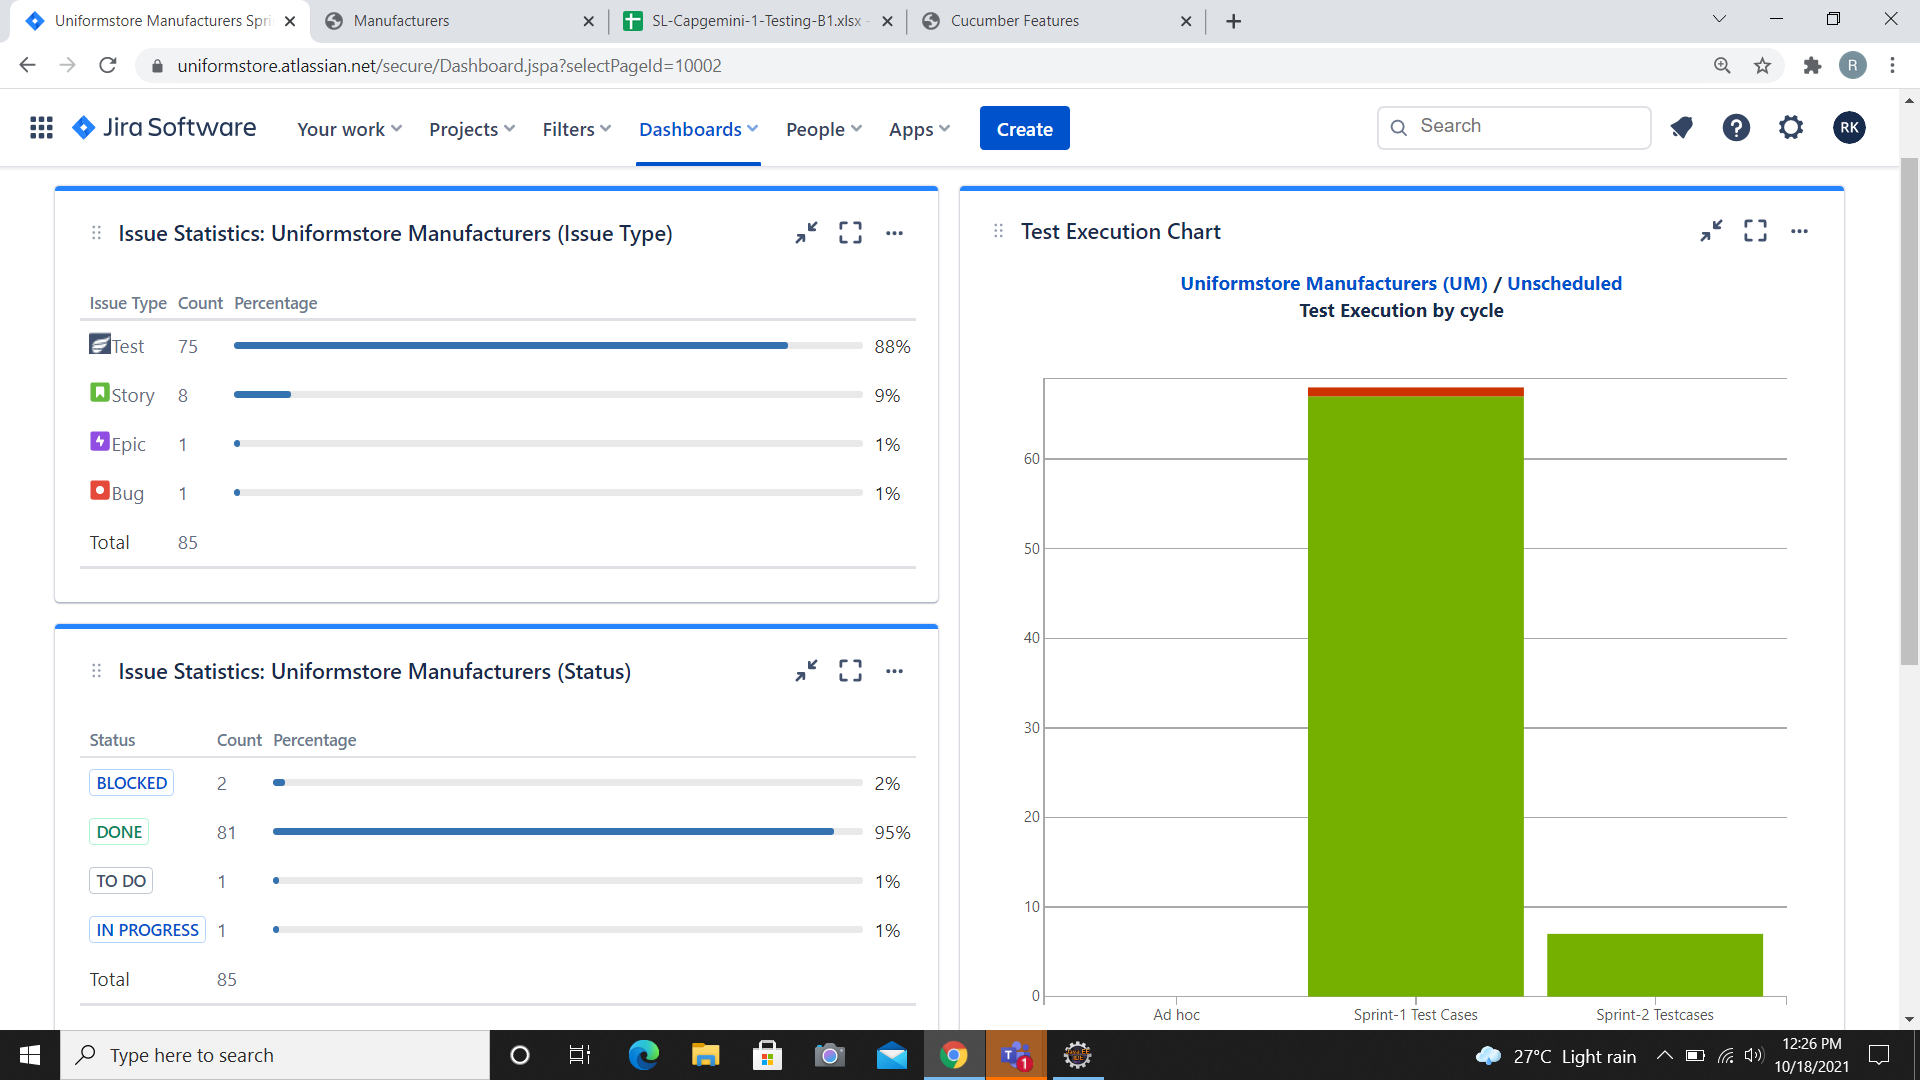 Uniformstore Manufacturers Spri
Manufacturers
SL-Capgemini-1-Testing-B1.xlsx -
Cucumber Features
uniformstore.atlassian.net/secure/Dashboard.jspa?selectPageId=10002
R
Jira Software
Your work
Projects
Filters
Dashboards
People
Apps
Create
Search
RK
Issue Statistics: Uniformstore Manufacturers (Issue Type)
Issue Type Count Percentage
Test 75 88%
Story 8 9%
Epic 1 1%
Bug 1 1%
Total 85
Issue Statistics: Uniformstore Manufacturers (Status)
Status Count Percentage
BLOCKED 2 2%
DONE 81 95%
TO DO 1 1%
IN PROGRESS 1 1%
Total 85
Test Execution Chart
Uniformstore Manufacturers (UM) / Unscheduled
Test Execution by cycle
60
50
40
30
20
10
0
Ad hoc
Sprint-1 Test Cases
Sprint-2 Testcases
Type here to search
1
27°C Light rain
12:26 PM
10/18/2021